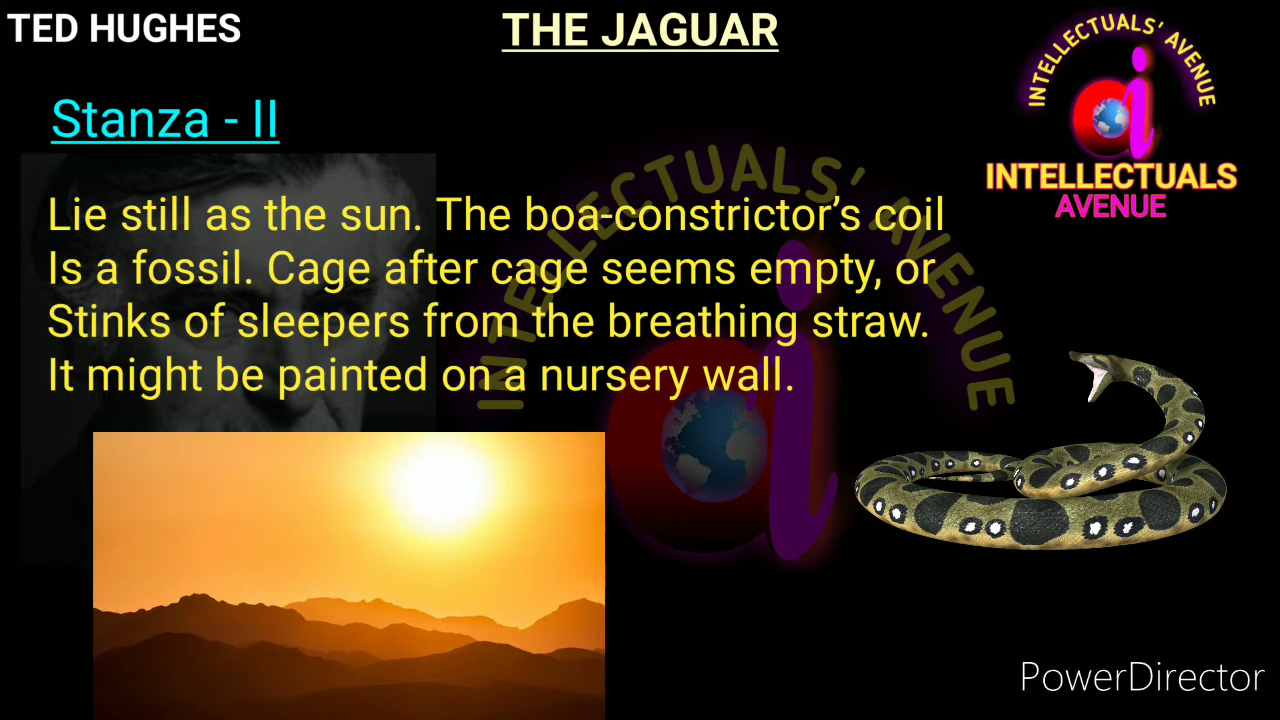 TED HUGHES
THE JAGUAR
INTELLECTUALS' AVENUE
INTELLECTUALS
AVENUE
Stanza - II
INTELLECTUALS' AVENUE
Lie still as the sun. The boa-constrictor’s coil
Is a fossil. Cage after cage seems empty, or
Stinks of sleepers from the breathing straw.
It might be painted on a nursery wall.
PowerDirector